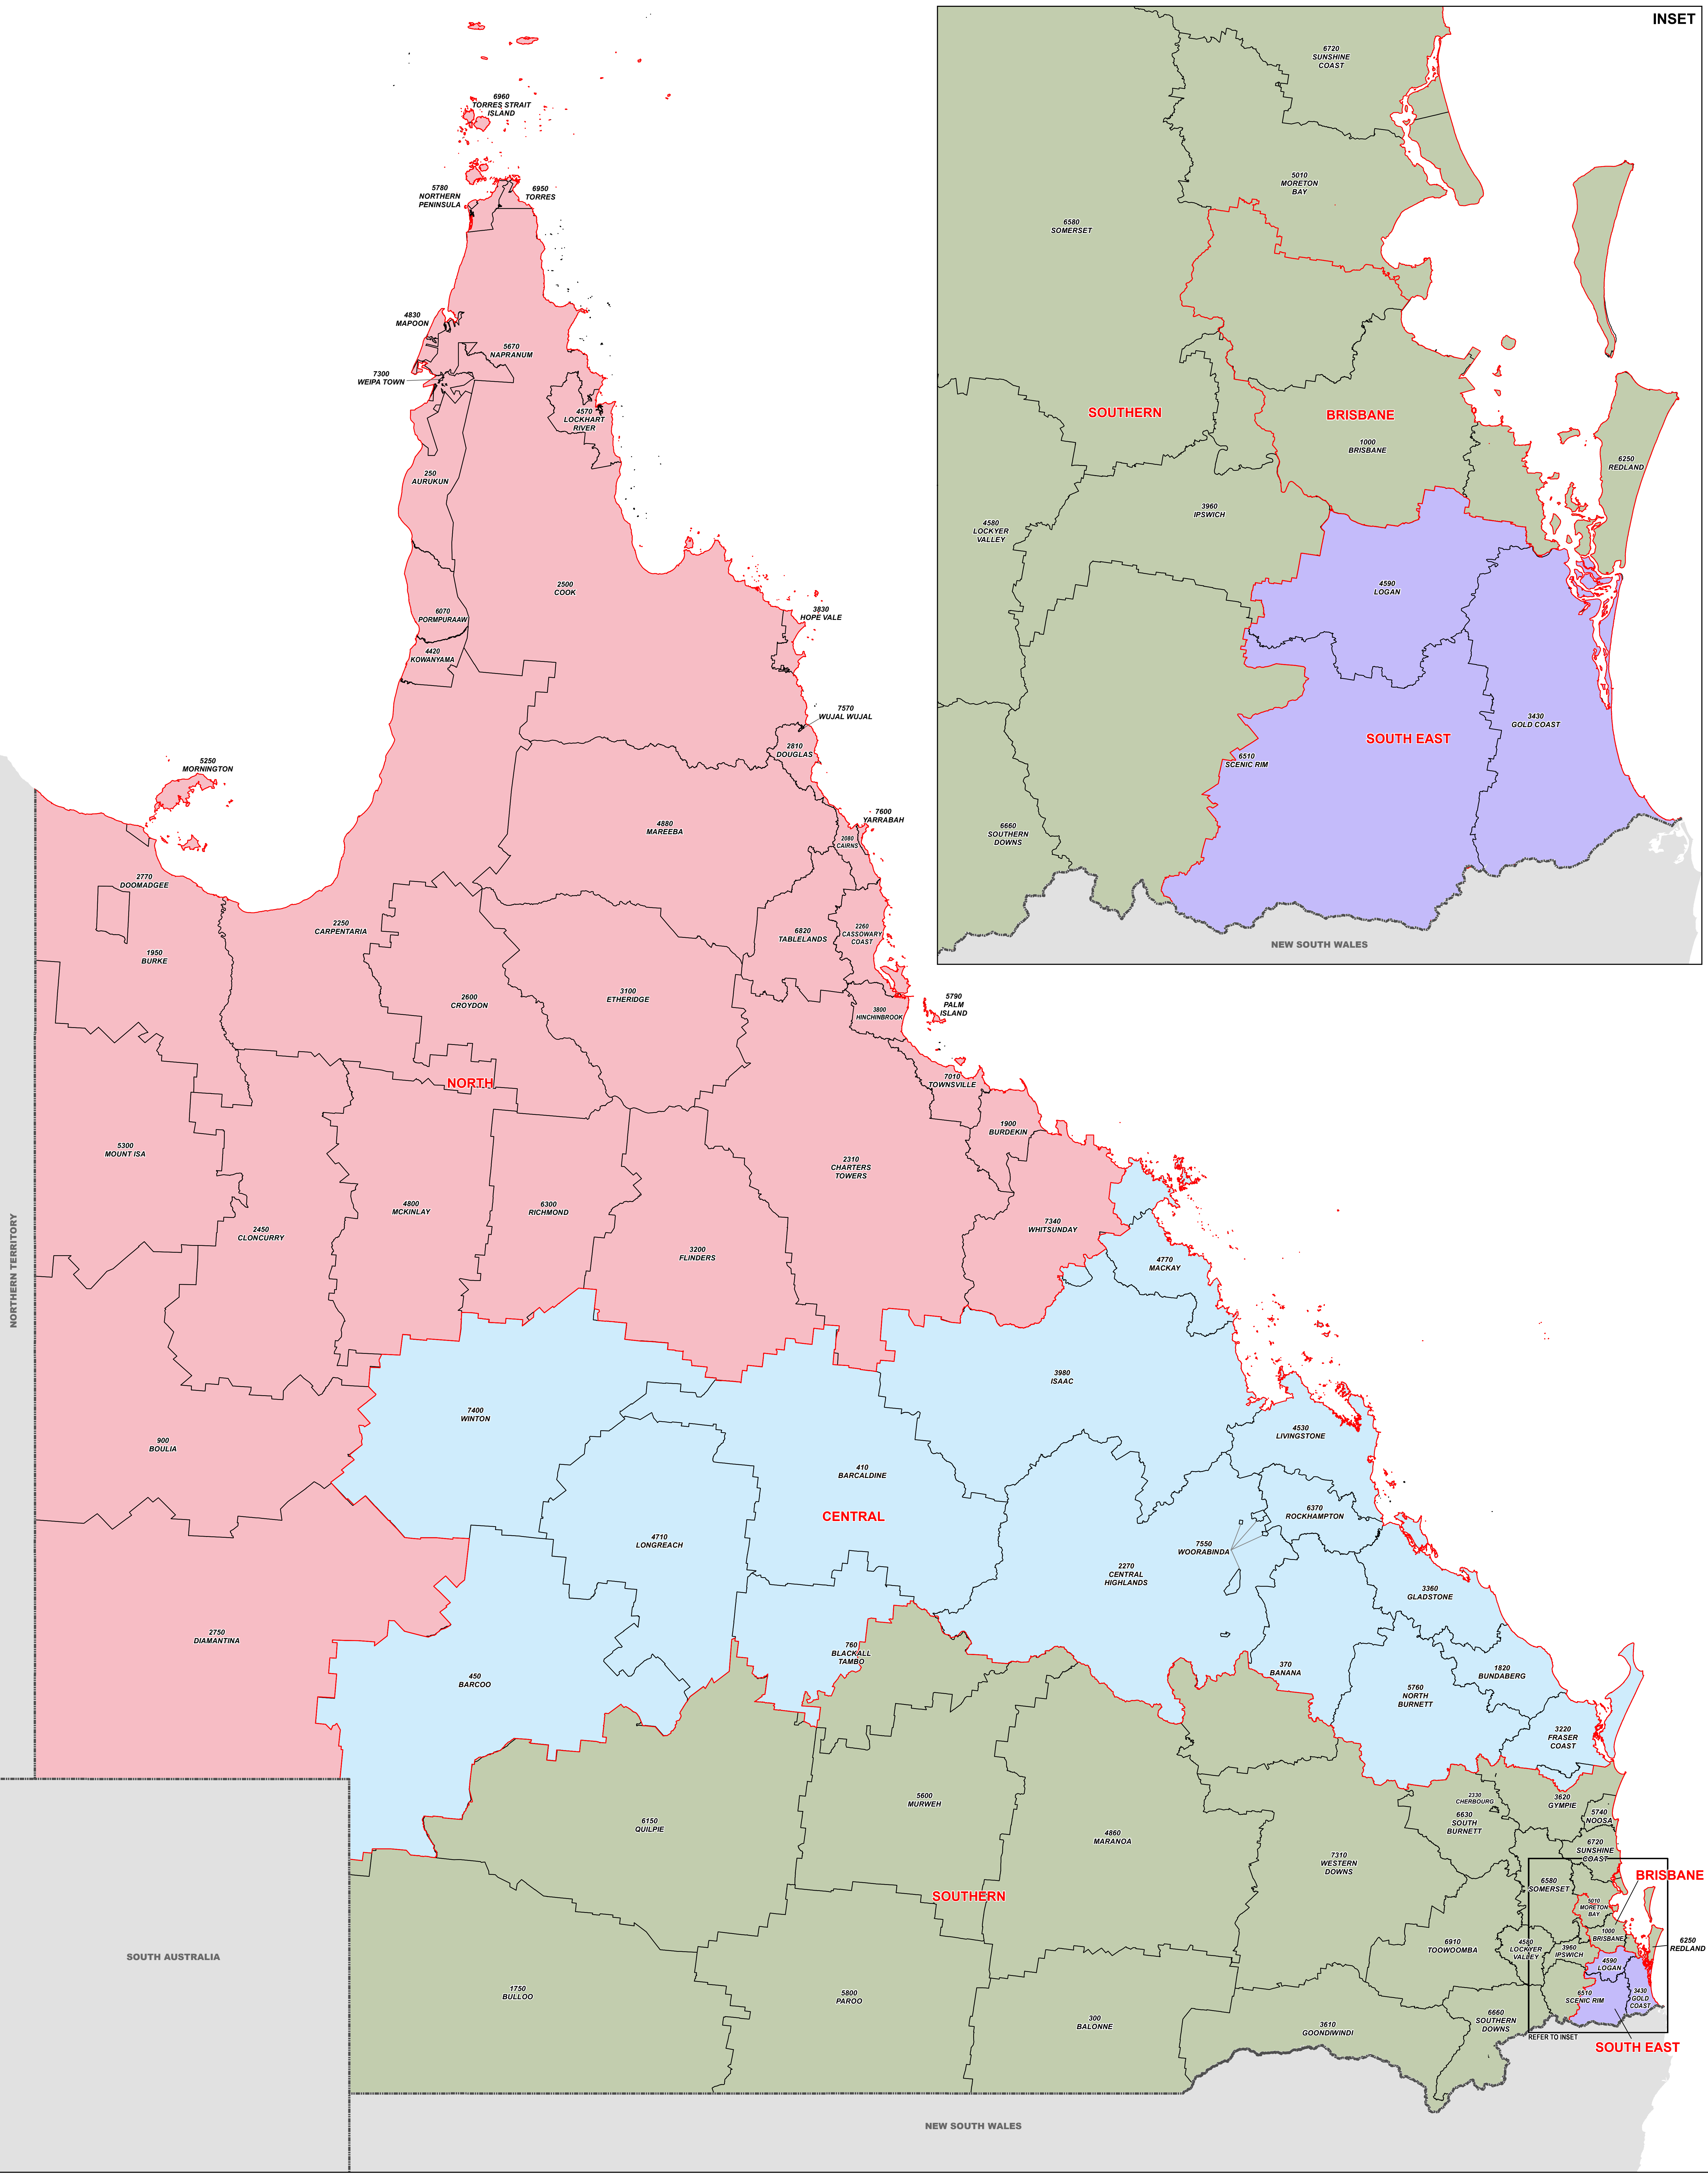 INSET
6720
SUNSHINE
COAST
5010
MORETON
BAY
6580
SOMERSET
SOUTHERN
BRISBANE
1000
BRISBANE
6250
REDLAND
3960
IPSWICH
4580
LOCKYER
VALLEY
4590
LOGAN
3430
GOLD COAST
SOUTH EAST
6510
SCENIC RIM
6660
SOUTHERN
DOWNS
NEW SOUTH WALES
6960
TORRES STRAIT
ISLAND
5780
NORTHERN
PENINSULA
6950
TORRES
4830
MAPOON
5670
NAPRANUM
7300
WEIPA TOWN
4570
LOCKHART
RIVER
250
AURUKUN
2500
COOK
3830
HOPE VALE
6070
PORMPURAAW
4420
KOWANYAMA
7570
WUJAL WUJAL
2810
DOUGLAS
5250
MORNINGTON
7600
YARRABAH
4880
MAREEBA
2080
CAIRNS
2770
DOOMADGEE
2250
CARPENTARIA
6820
TABLELANDS
2260
CASSOWARY
COAST
1950
BURKE
2600
CROYDON
3100
ETHERIDGE
5790
PALM
ISLAND
3800
HINCHINBROOK
NORTH
7010
TOWNSVILLE
1900
BURDEKIN
5300
MOUNT ISA
2310
CHARTERS
TOWERS
4800
MCKINLAY
6300
RICHMOND
2450
CLONCURRY
7340
WHITSUNDAY
3200
FLINDERS
4770
MACKAY
NORTHERN TERRITORY
3980
ISAAC
7400
WINTON
900
BOULIA
4530
LIVINGSTONE
410
BARCALDINE
CENTRAL
6370
ROCKHAMPTON
4710
LONGREACH
7550
WOORABINDA
2270
CENTRAL
HIGHLANDS
3360
GLADSTONE
2750
DIAMANTINA
760
BLACKALL
TAMBO
450
BARCOO
370
BANANA
1820
BUNDABERG
5760
NORTH
BURNETT
3220
FRASER
COAST
5600
MURWEH
2330
CHERBOURG
3620
GYMPIE
6150
QUILPIE
4860
MARANOA
6630
SOUTH
BURNETT
5740
NOOSA
7310
WESTERN
DOWNS
6720
SUNSHINE
COAST
SOUTHERN
6580
SOMERSET
BRISBANE
5010
MORETON
BAY
1000
BRISBANE
6250
REDLAND
6910
TOOWOOMBA
4580
LOCKYER
VALLEY
3960
IPSWICH
4590
LOGAN
SOUTH AUSTRALIA
1750
BULLOO
5800
PAROO
300
BALONNE
3610
GOONDIWINDI
6660
SOUTHERN
DOWNS
6510
SCENIC RIM
3430
GOLD
COAST
REFER TO INSET
SOUTH EAST
NEW SOUTH WALES